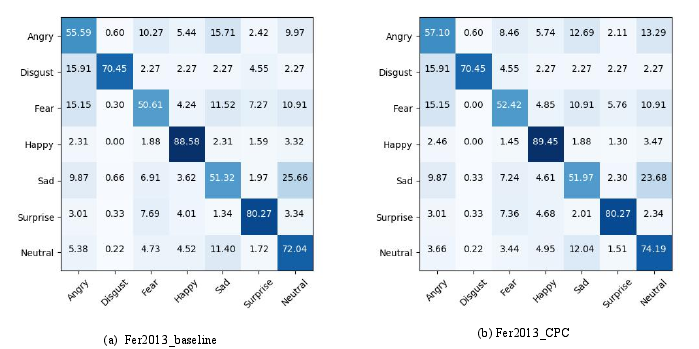 Angry 55.59 0.60 10.27 5.44 15.71 2.42 9.97
Disgust 15.91 70.45 2.27 2.27 2.27 4.55 2.27
Fear 15.15 0.30 50.61 4.24 11.52 7.27 10.91
Happy 2.31 0.00 1.88 88.58 2.31 1.59 3.32
Sad 9.87 0.66 6.91 3.62 51.32 1.97 25.66
Surprise 3.01 0.33 7.69 4.01 1.34 80.27 3.34
Neutral 5.38 0.22 4.73 4.52 11.40 1.72 72.04
Angry Disgust Fear Happy Sad Surprise Neutral
(a) Fer2013_baseline
Angry 57.10 0.60 8.46 5.74 12.69 2.11 13.29
Disgust 15.91 70.45 4.55 2.27 2.27 2.27 2.27
Fear 15.15 0.00 52.42 4.85 10.91 5.76 10.91
Happy 2.46 0.00 1.45 89.45 1.88 1.30 3.47
Sad 9.87 0.33 7.24 4.61 51.97 2.30 23.68
Surprise 3.01 0.33 7.36 4.68 2.01 80.27 2.34
Neutral 3.66 0.22 3.44 4.95 12.04 1.51 74.19
Angry Disgust Fear Happy Sad Surprise Neutral
(b) Fer2013_CPC